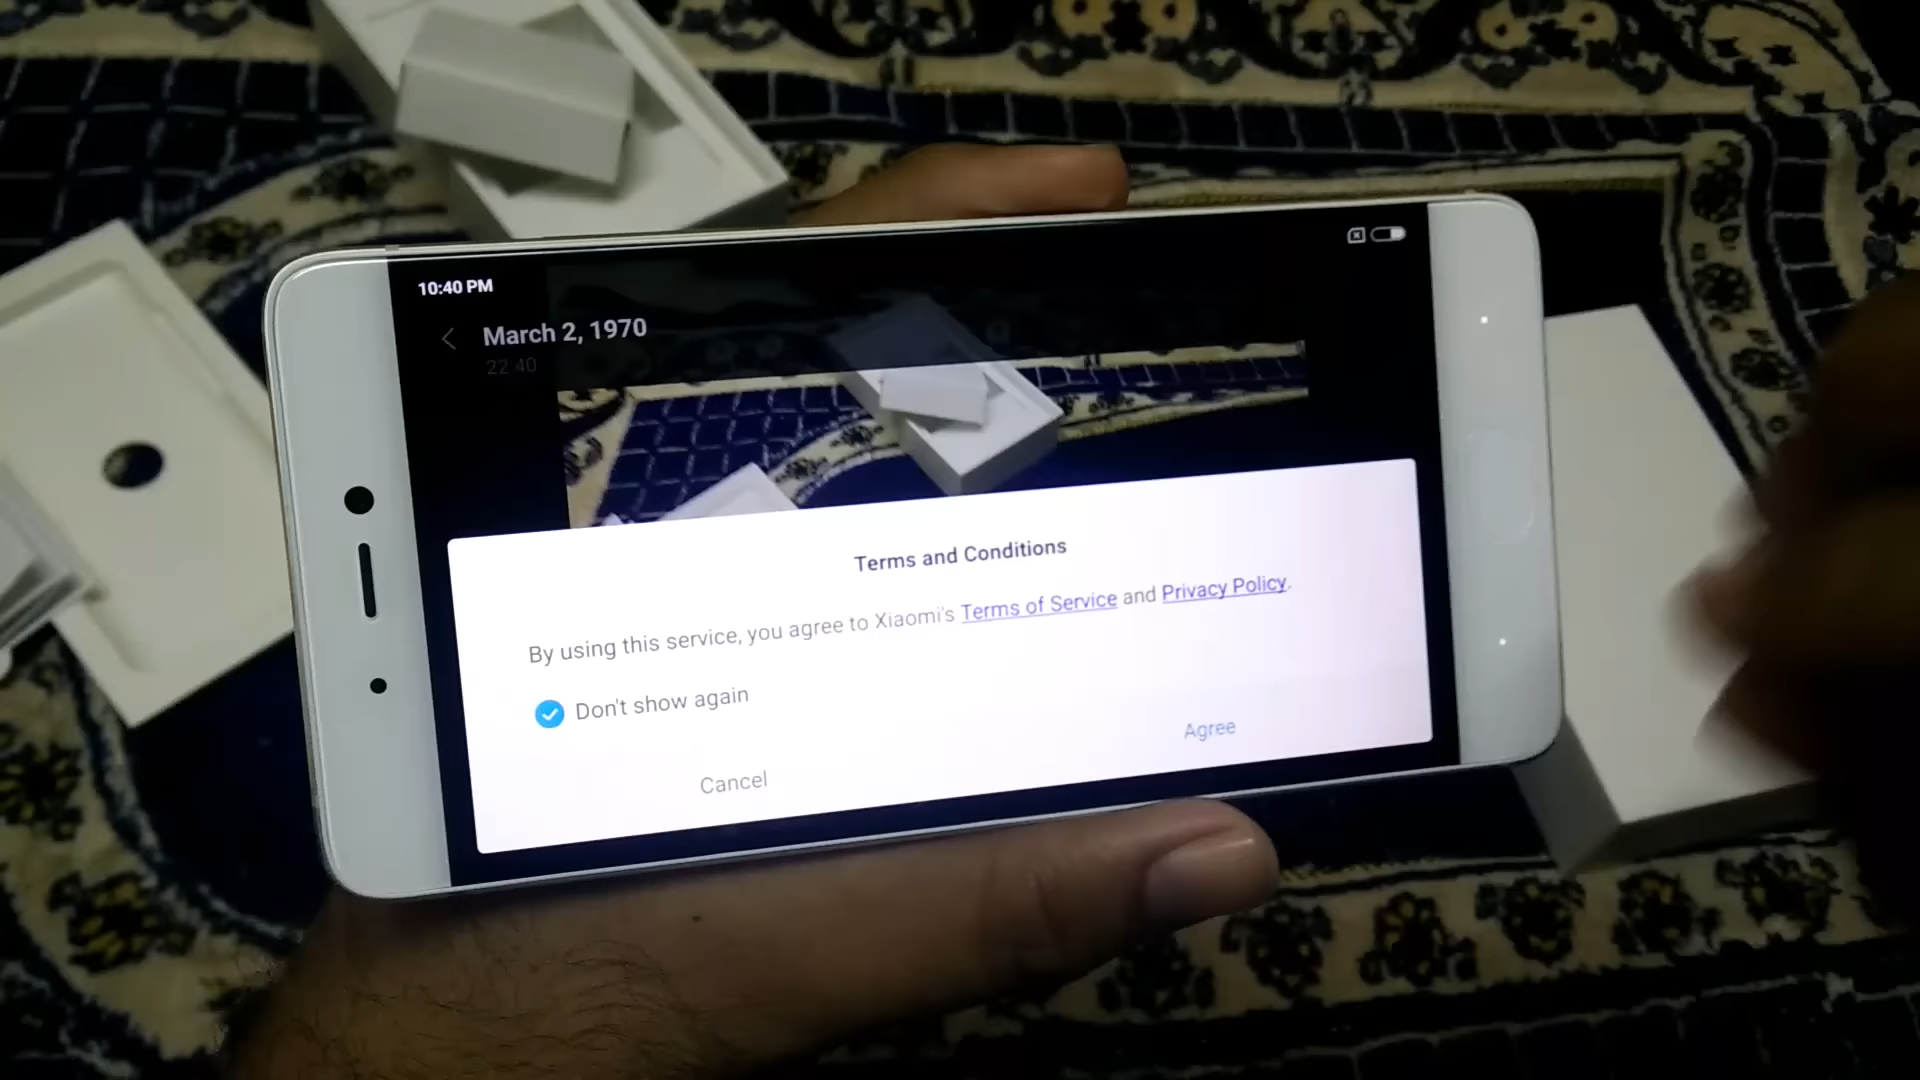 10:40 PM
March 2, 1970
22:40
Terms and Conditions
By using this service, you agree to Xiaomi's Terms of Service and Privacy Policy.
Don't show again
Cancel
Agree